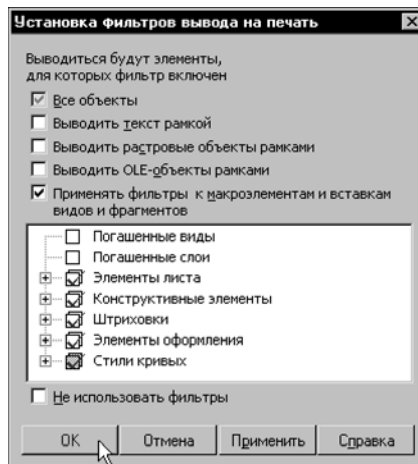 Установка фильтров вывода на печать
Выводиться будут элементы,
для которых фильтр включен
Все объекты
Выводить текст рамкой
Выводить растровые объекты рамками
Выводить OLE-объекты рамками
Применять фильтры к макроэлементам и вставкам
видов и фрагментов
Погашенные виды
Погашенные слои
Элементы листа
Конструктивные элементы
Штриховки
Элементы оформления
Стили кривых
Не использовать фильтры
OK Отмена Применить Справка